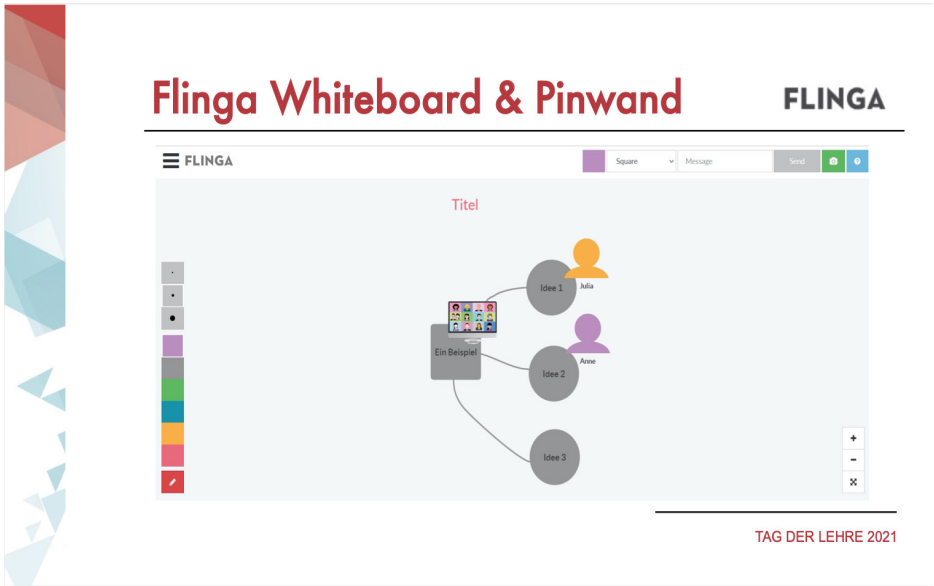 Flinga Whiteboard & Pinwand
FLINGA
FLINGA
Square
Message
Send
Titel
Idee 1
Julia
Ein Beispiel
Anne
Idee 2
Idee 3
TAG DER LEHRE 2021